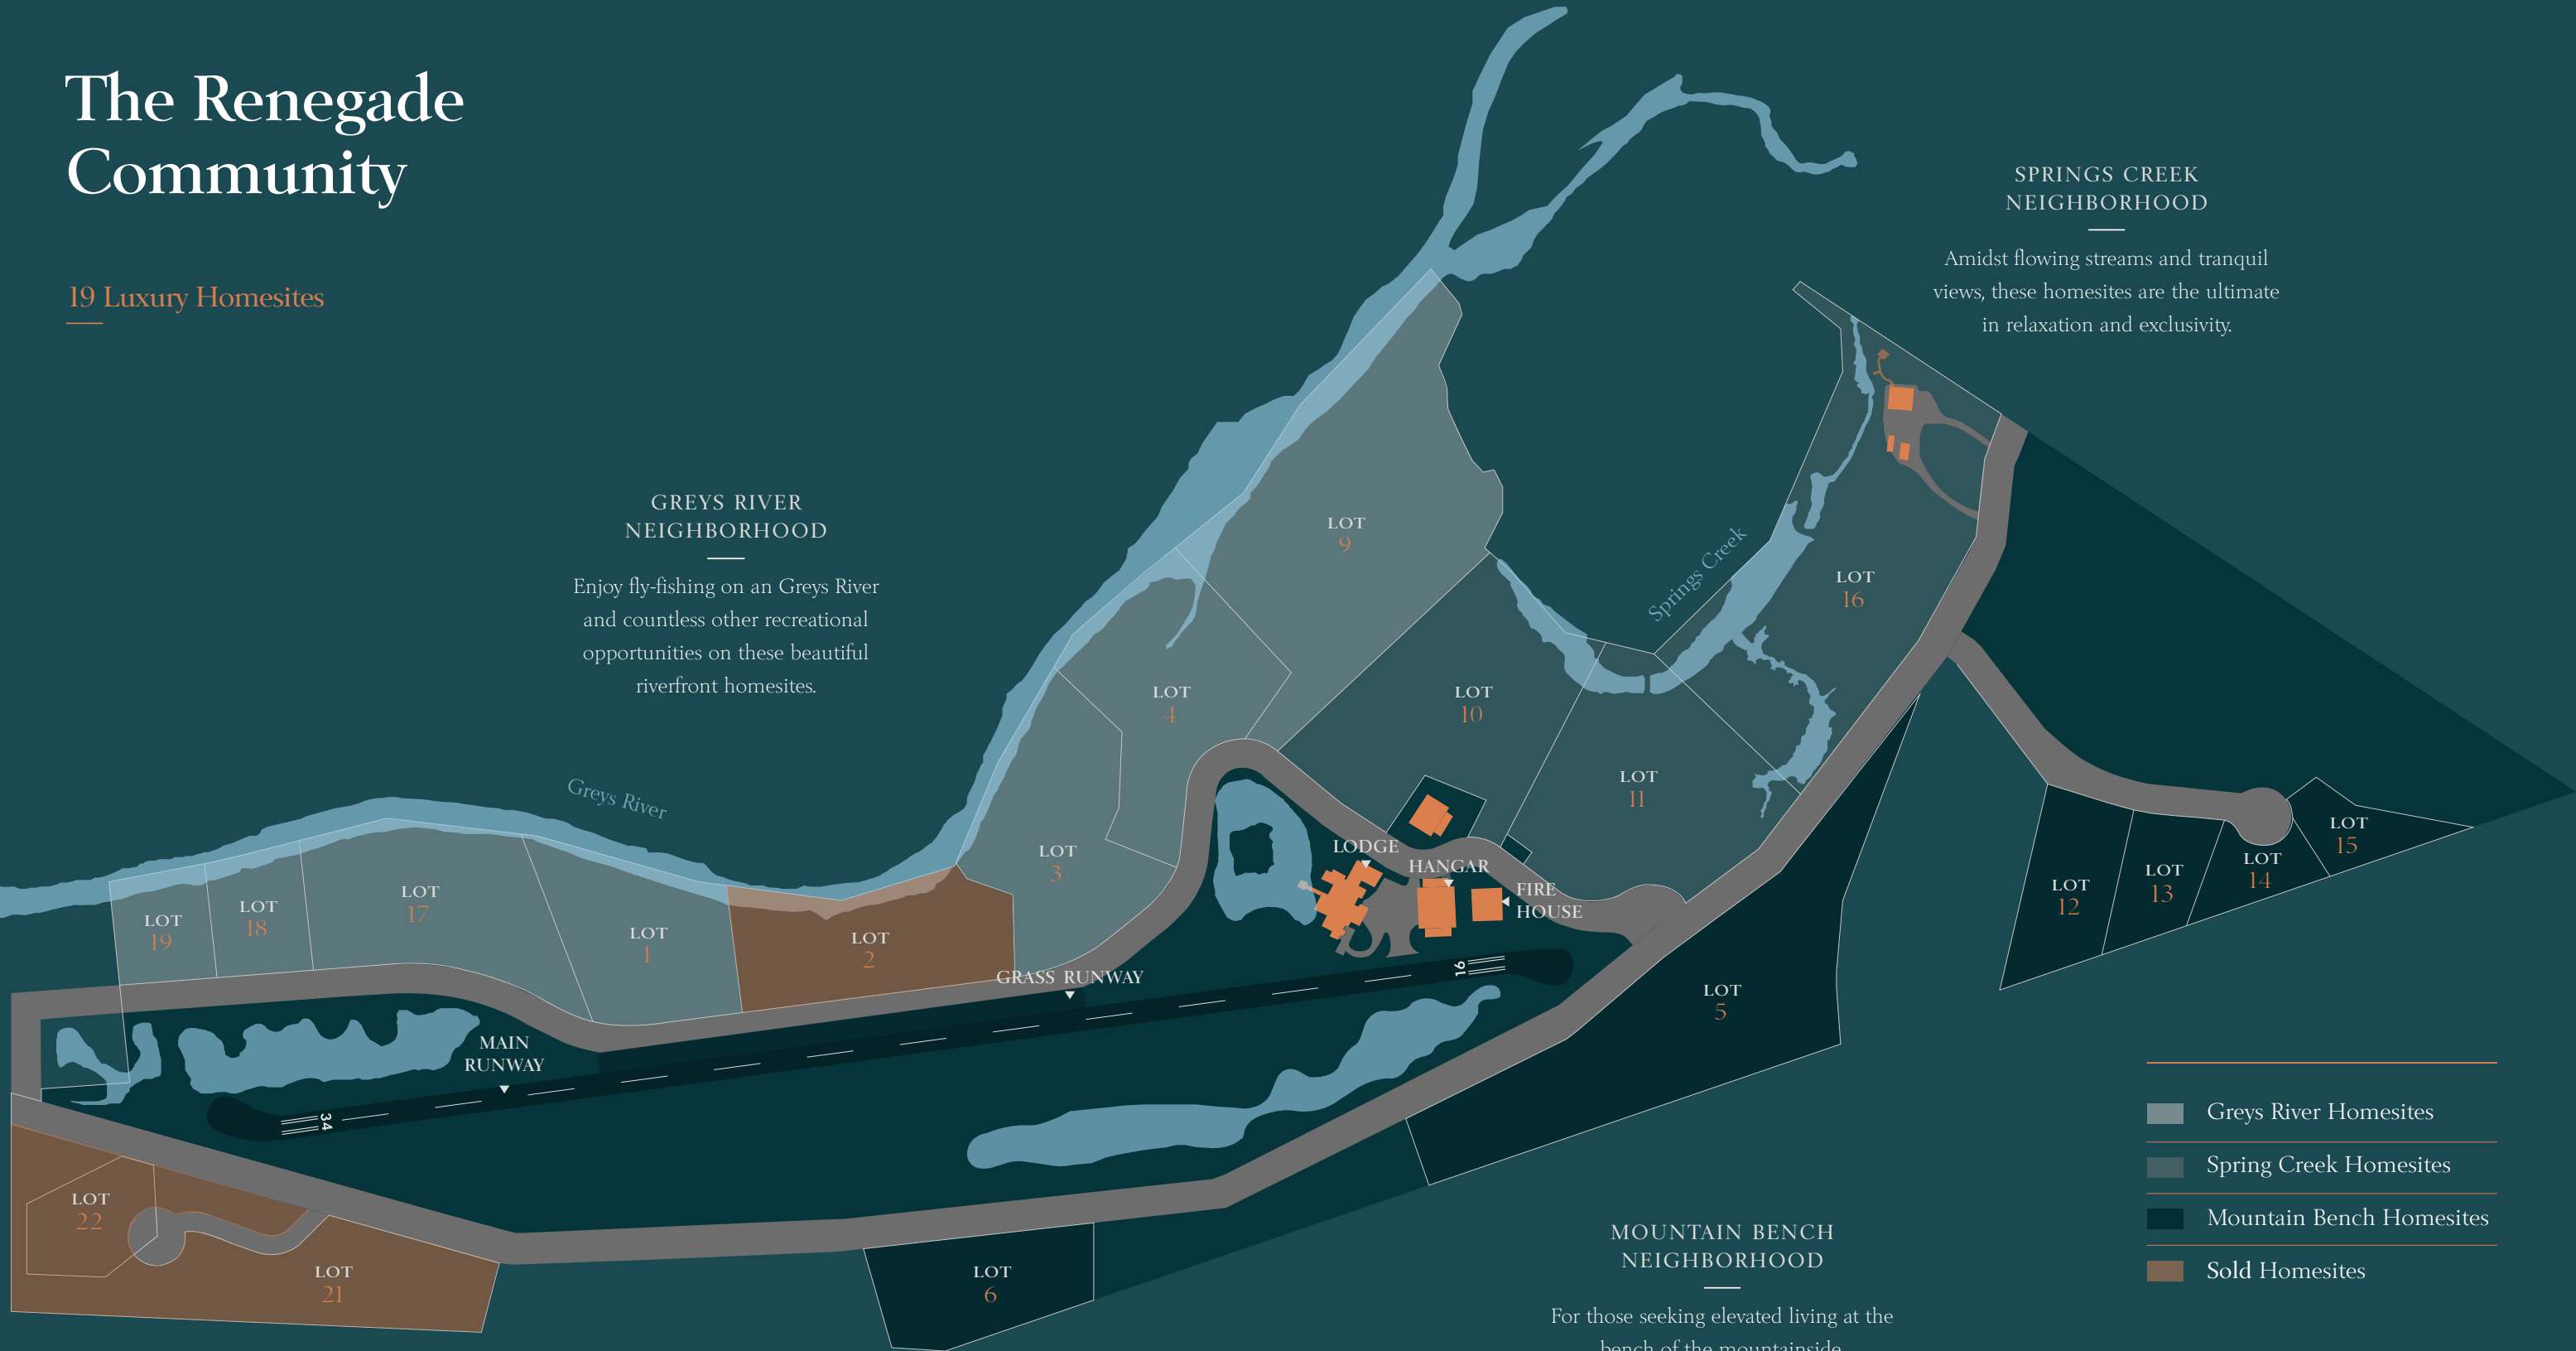 The Renegade
Community
19 Luxury Homesites
SPRINGS CREEK
NEIGHBORHOOD
Amidst flowing streams and tranquil
views, these homesites are the ultimate
in relaxation and exclusivity.
GREYS RIVER
NEIGHBORHOOD
Enjoy fly-fishing on an Greys River
and countless other recreational
opportunities on these beautiful
riverfront homesites.
LOT
9
Springs Creek
LOT
16
LOT
4
LOT
10
LOT
11
Greys River
LOT
3
LODGE
HANGAR
FIRE
HOUSE
LOT
15
LOT
14
LOT
13
LOT
12
LOT
19
LOT
18
LOT
17
LOT
1
LOT
2
GRASS RUNWAY
16
LOT
5
MAIN
RUNWAY
34
LOT
22
LOT
21
LOT
6
Greys River Homesites
Spring Creek Homesites
Mountain Bench Homesites
Sold Homesites
MOUNTAIN BENCH
NEIGHBORHOOD
For those seeking elevated living at the
bench of the mountainside